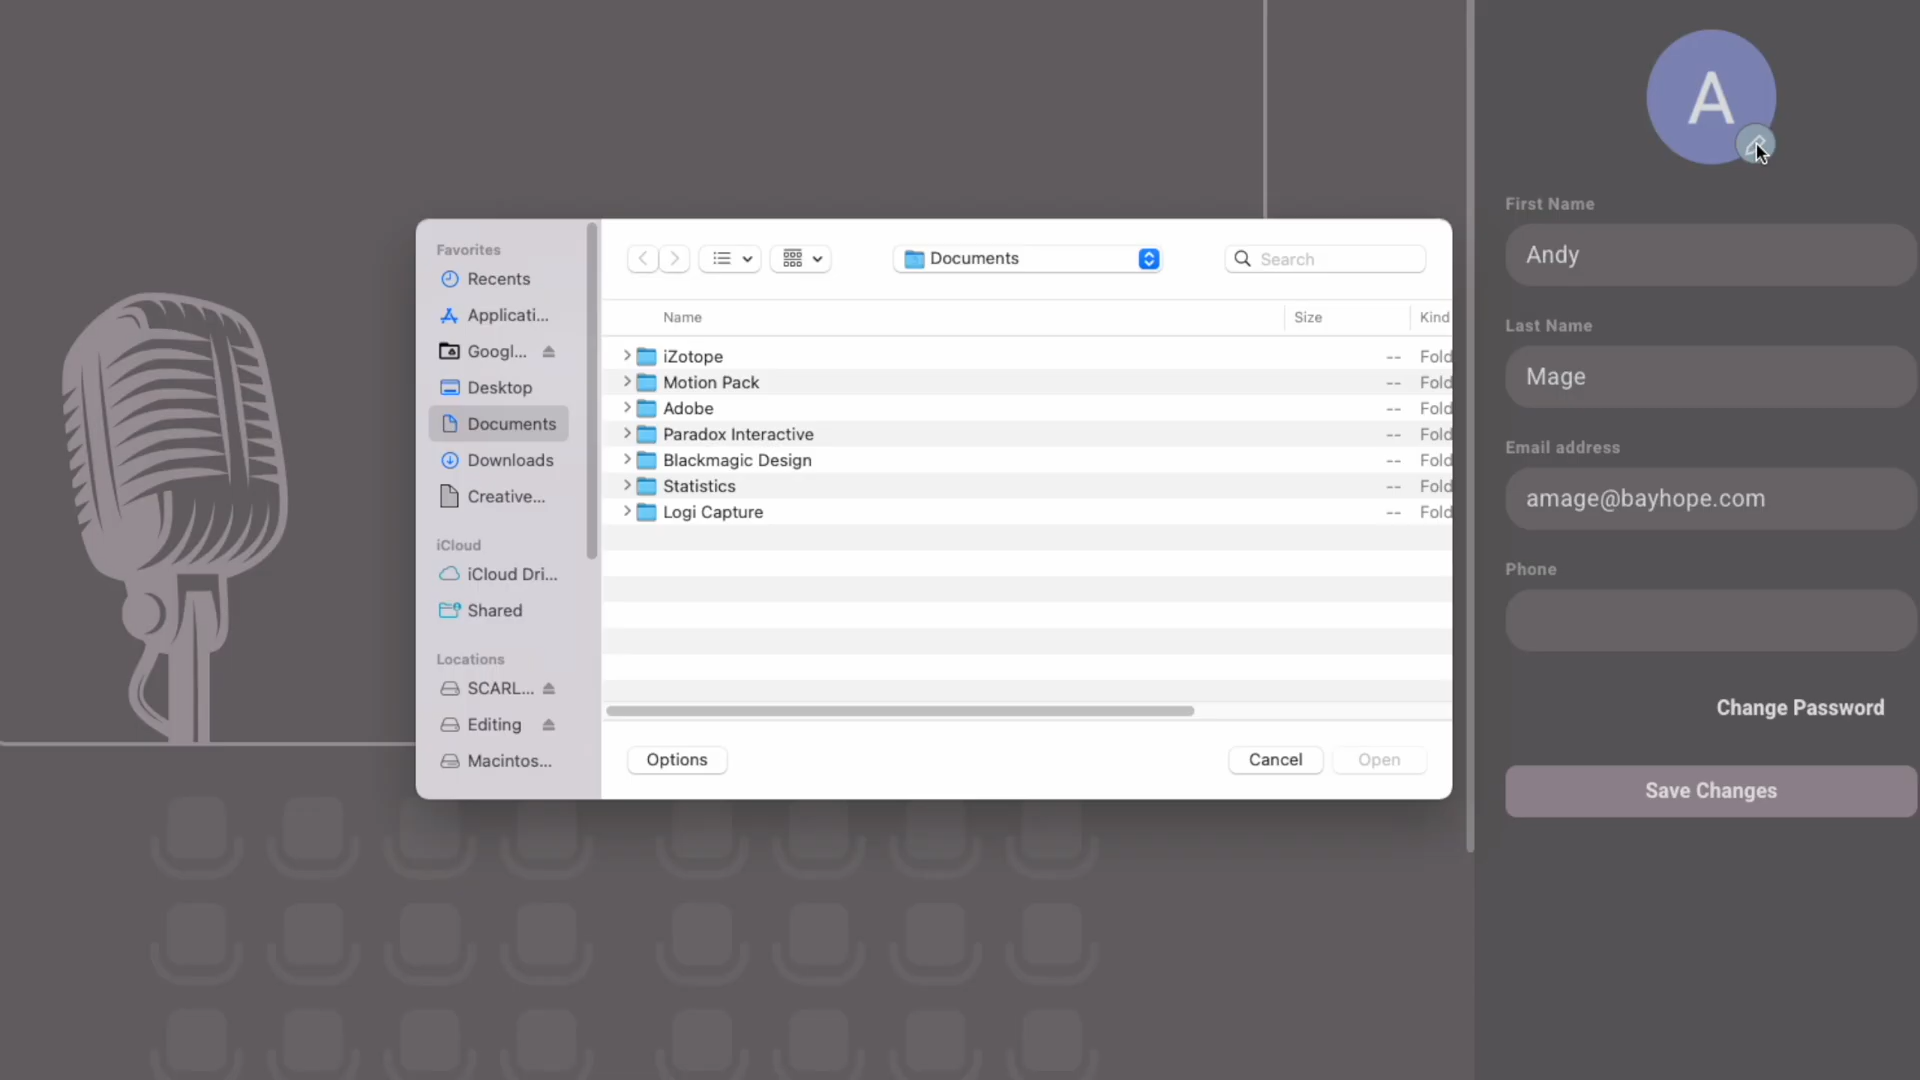 Favorites
Recents
Applicati...
Googl...
Desktop
Documents
Downloads
Creative...
iCloud
iCloud Dri...
Shared
Locations
SCARL...
Editing
Macintos...
Documents
Search
Name Size Kind
iZotope -- Fold
Motion Pack -- Fold
Adobe -- Fold
Paradox Interactive -- Fold
Blackmagic Design -- Fold
Statistics -- Fold
Logi Capture -- Fold
Options Cancel Open
A
First Name
Andy
Last Name
Mage
Email address
amage@bayhope.com
Phone
Change Password
Save Changes